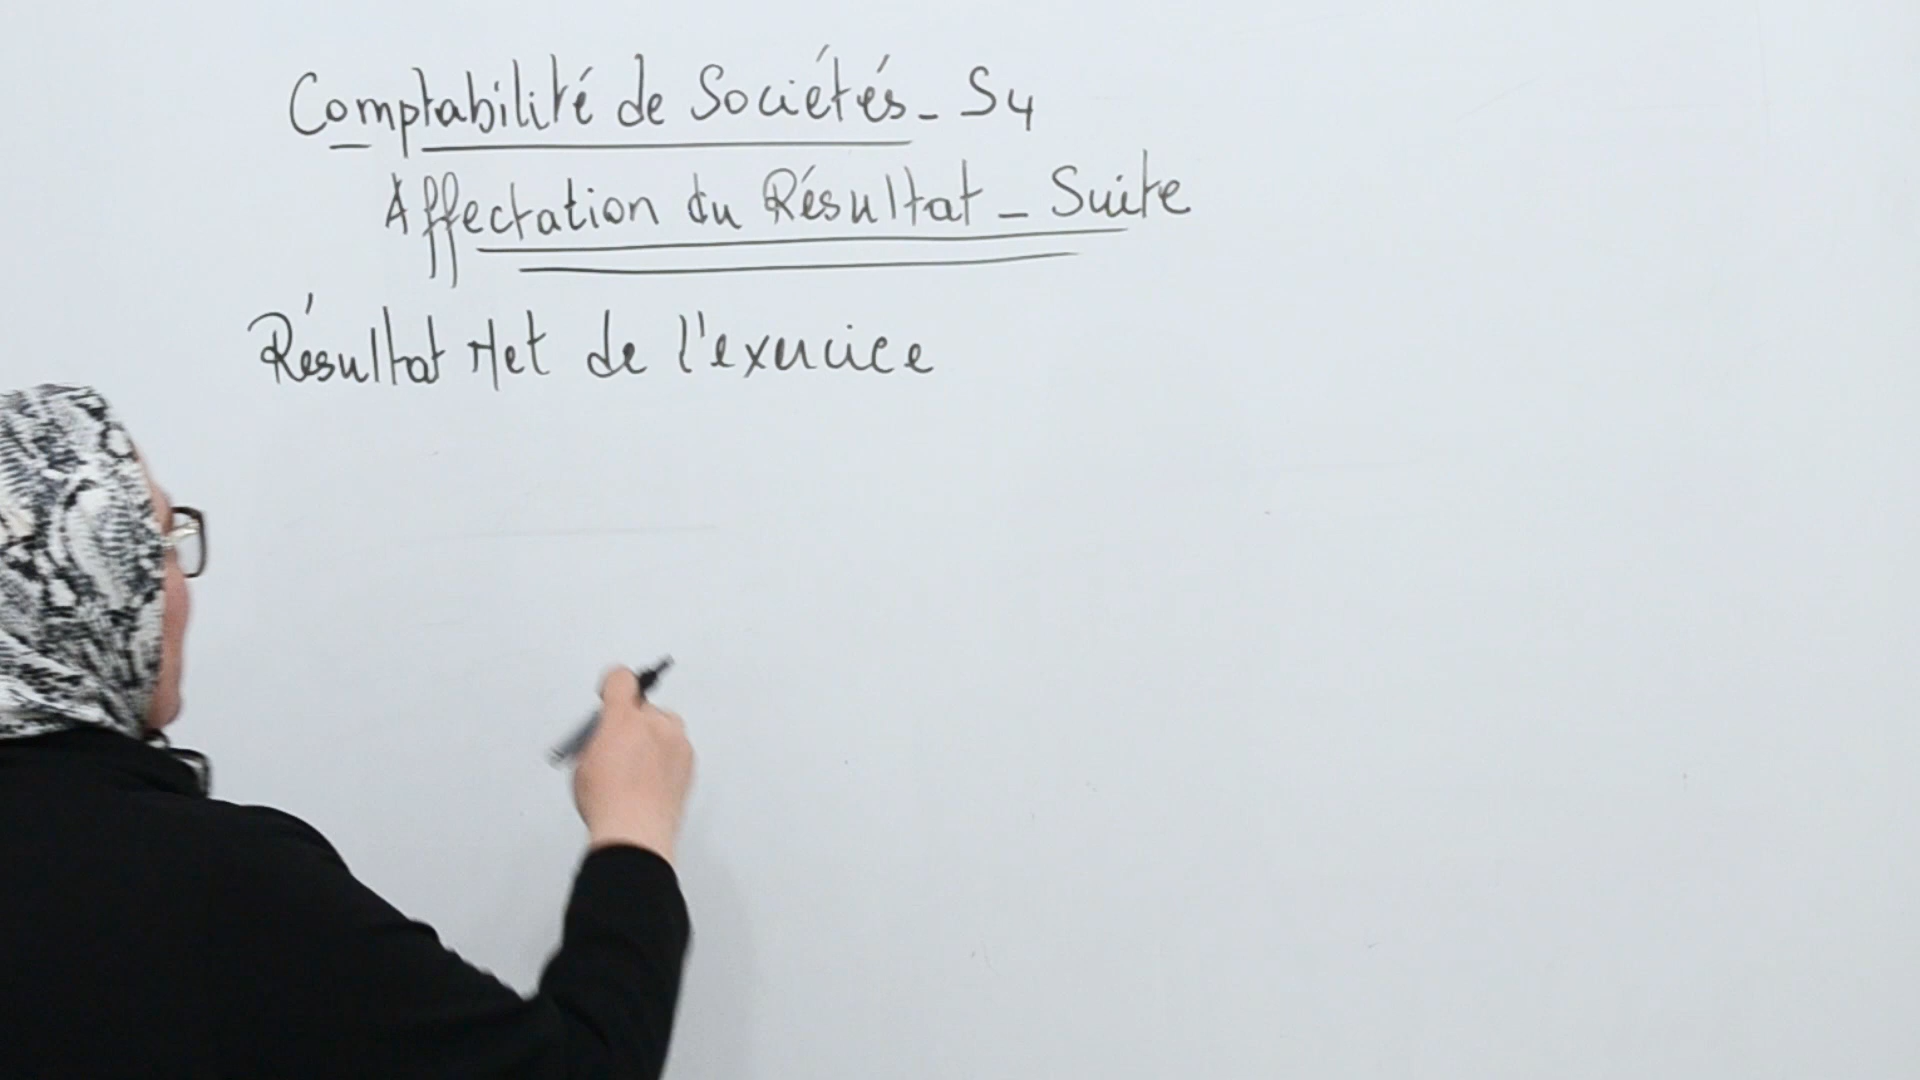 Comptabilité de Sociétés - S4
Affectation du Résultat - Suite
Résultat Net de l'exercice